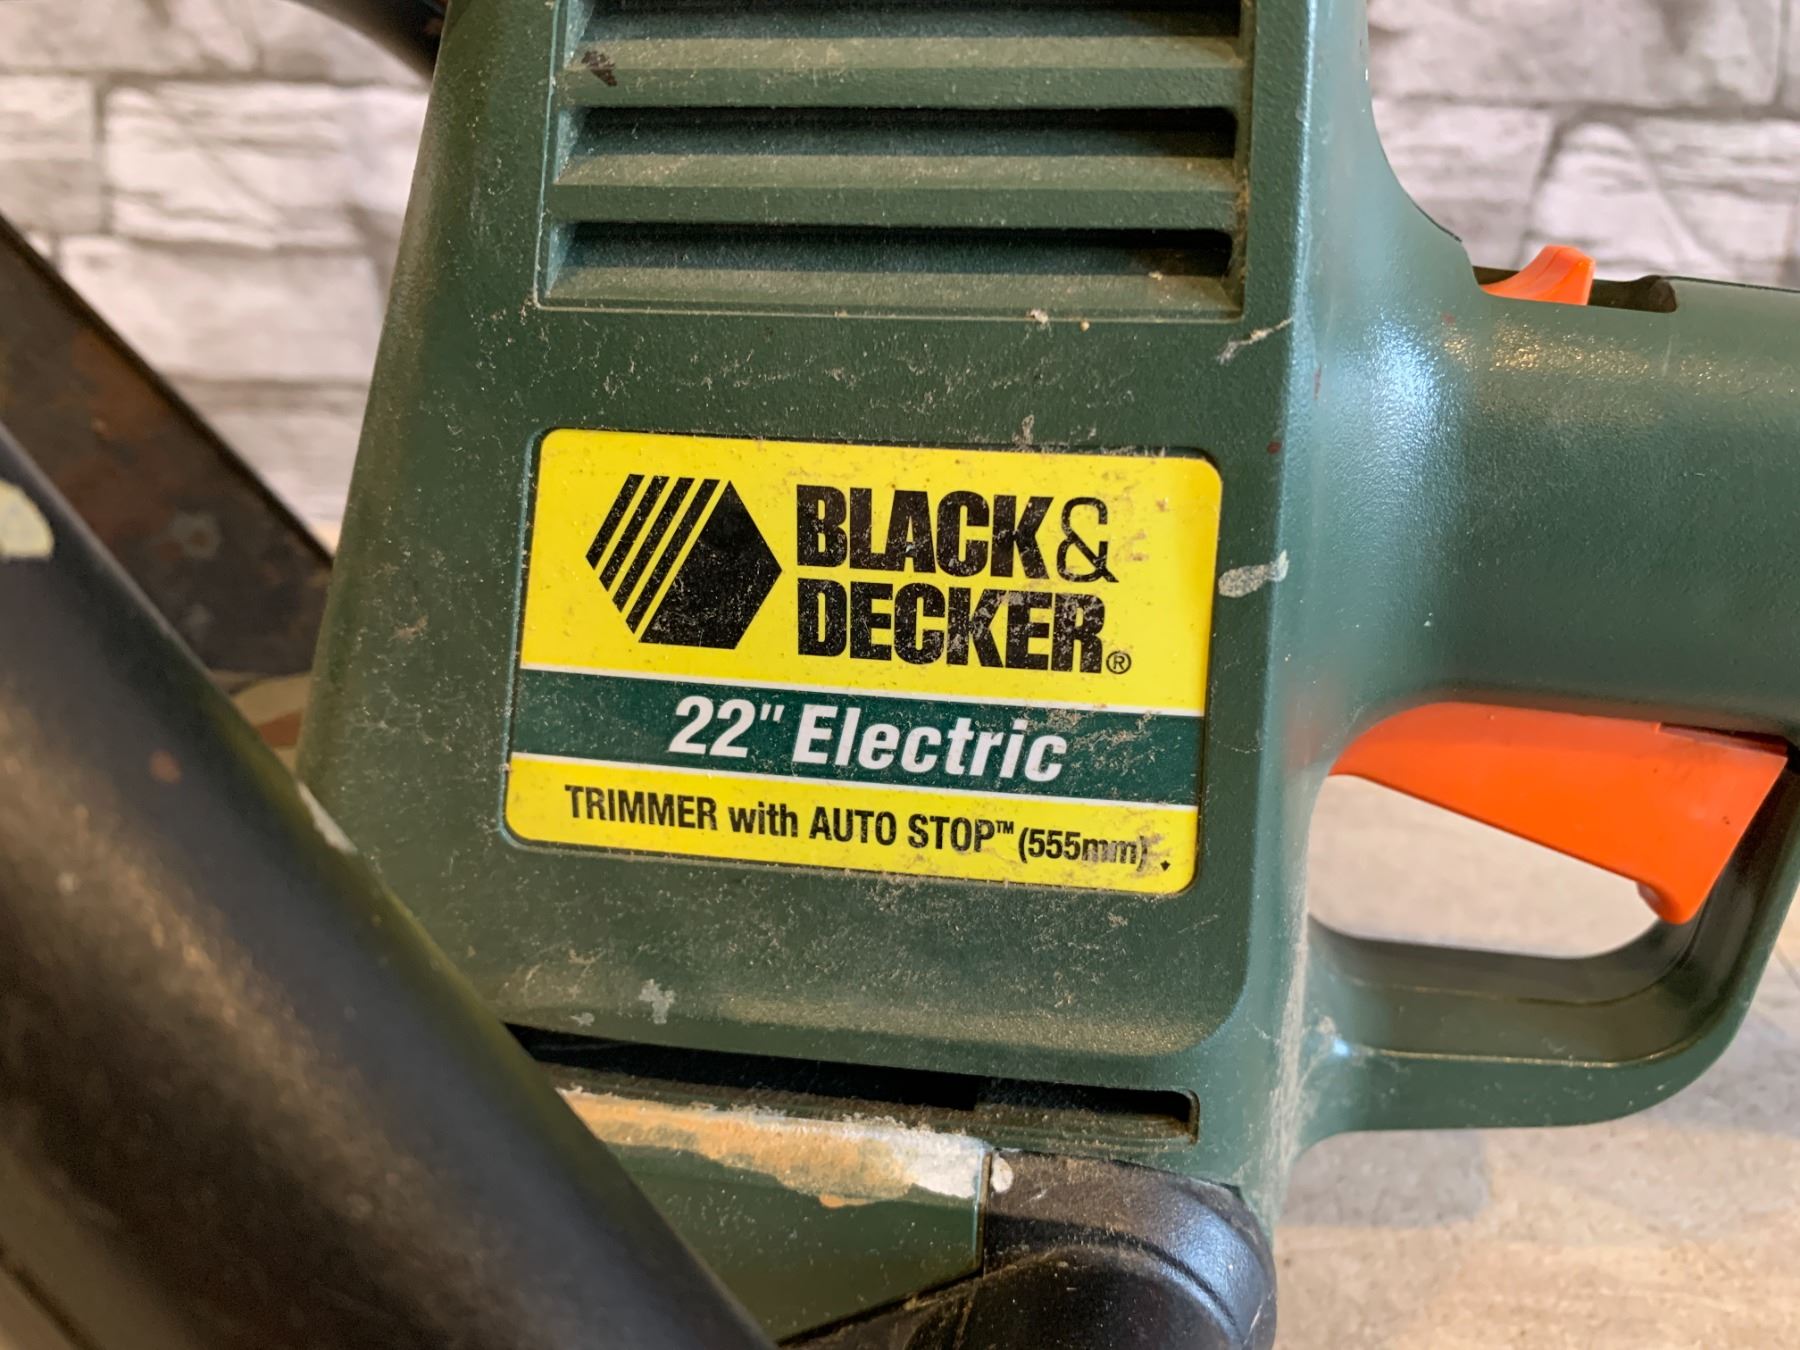 BLACK&
DECKER®
22" Electric
TRIMMER with AUTO STOP™ (555mm)